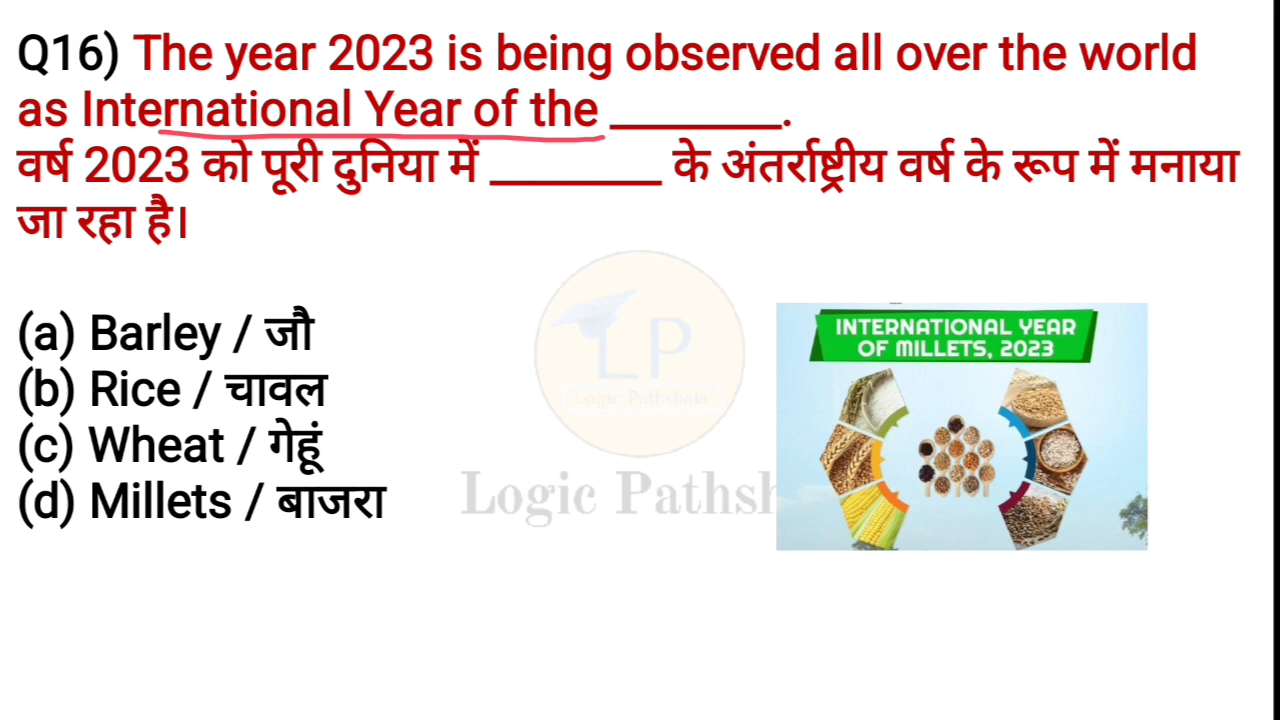 Q16) The year 2023 is being observed all over the world
as International Year of the ________.
वर्ष 2023 को पूरी दुनिया में ________ के अंतर्राष्ट्रीय वर्ष के रूप में मनाया
जा रहा है।
(a) Barley / जौ
(b) Rice / चावल
(c) Wheat / गेहूं
(d) Millets / बाजरा
INTERNATIONAL YEAR
OF MILLETS, 2023
LP
Logic Pathshala
Logic Pathsh